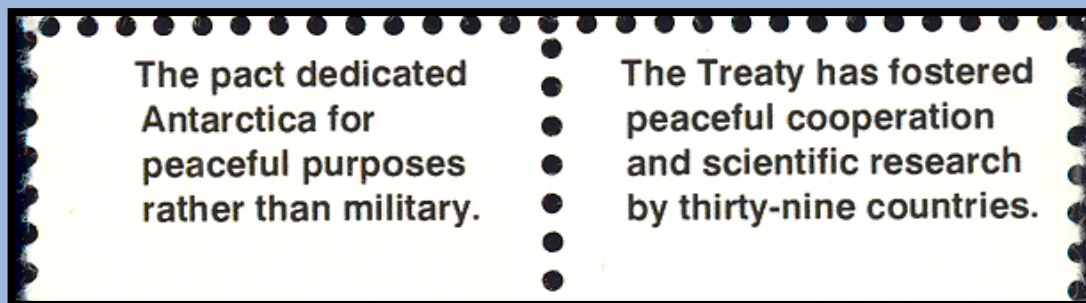 The pact dedicated
Antarctica for
peaceful purposes
rather than military.
The Treaty has fostered
peaceful cooperation
and scientific research
by thirty-nine countries.